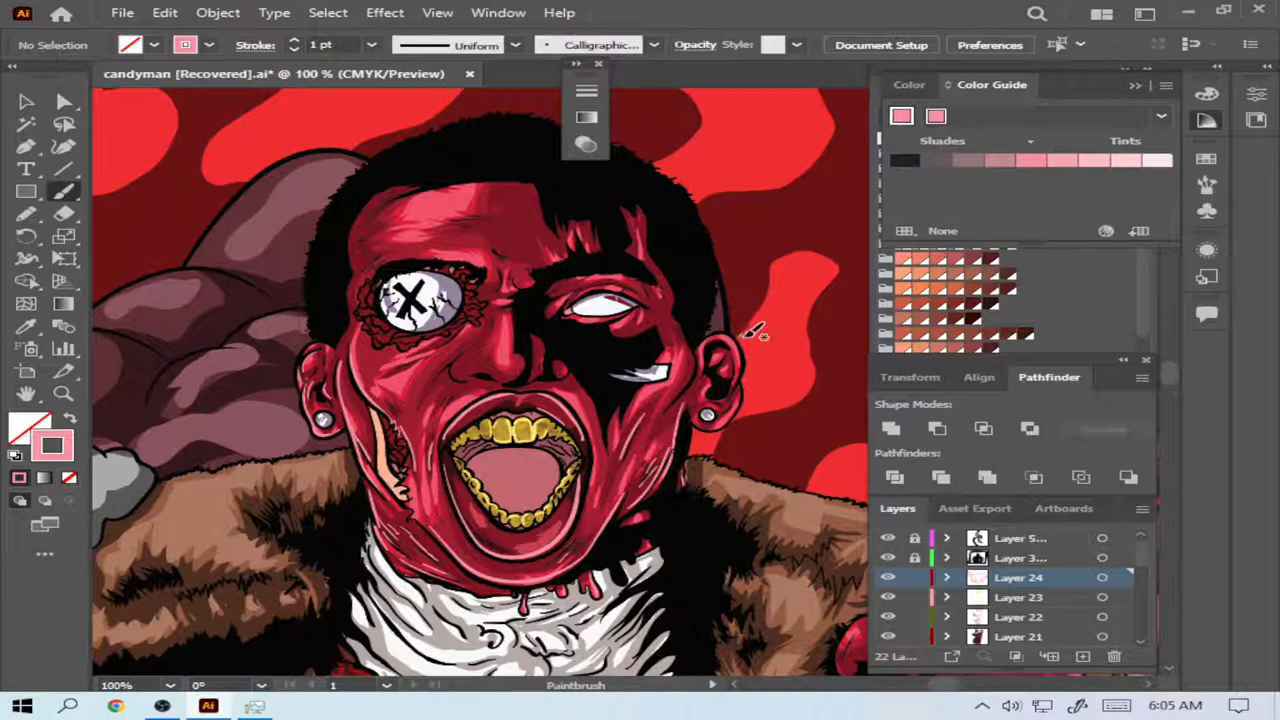 Ai File Edit Object Type Select Effect View Window Help
No Selection Stroke: 1 pt Uniform Calligraphic... Opacity Style: Document Setup Preferences
candyman [Recovered].ai* @ 100 % (CMYK/Preview)
Color Color Guide
Shades Tints
None
Transform Align Pathfinder
Shape Modes:
Pathfinders:
Layers Asset Export Artboards
Layer 5...
Layer 3...
Layer 24
Layer 23
Layer 22
Layer 21
22 La...
100% 0° 1 Paintbrush
Ai 6:05 AM